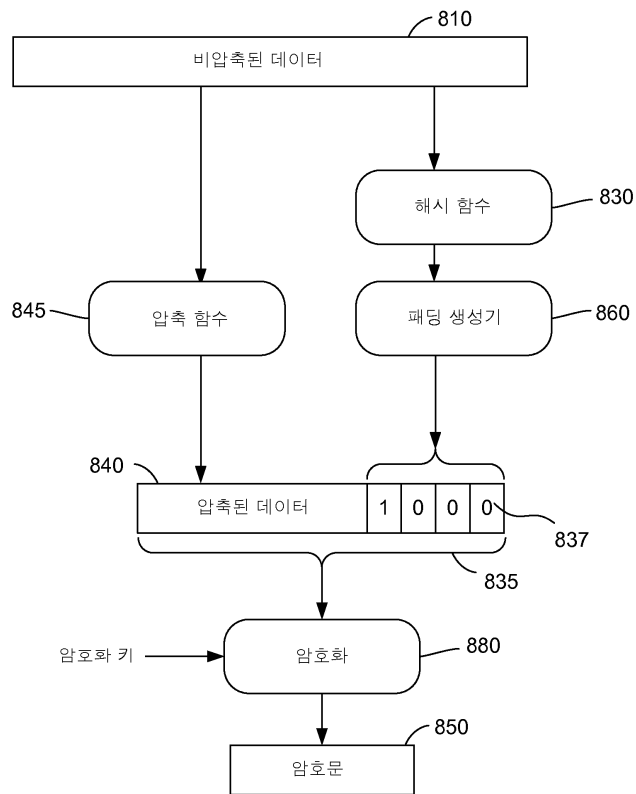 810
비압축된 데이터
해시 함수
830
845
압축 함수
패딩 생성기
860
840
압축된 데이터
1 0 0 0
837
835
암호화 키
암호화
880
850
암호문